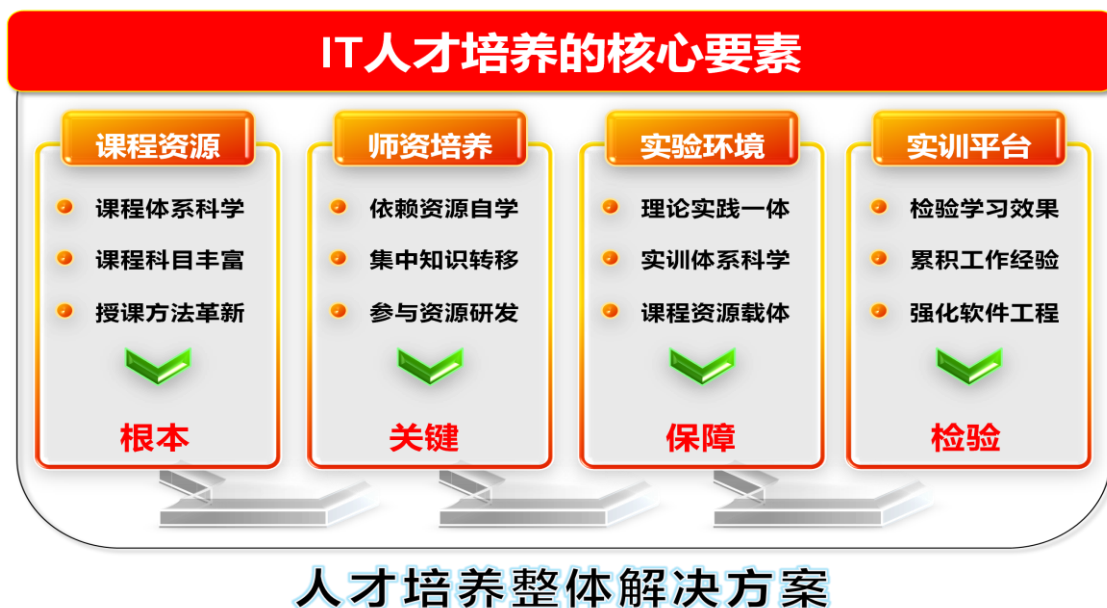 IT人才培养的核心要素
课程资源
课程体系科学
课程科目丰富
授课方法革新
根本
师资培养
依赖资源自学
集中知识转移
参与资源研发
关键
实验环境
理论实践一体
实训体系科学
课程资源载体
保障
实训平台
检验学习效果
累积工作经验
强化软件工程
检验
人才培养整体解决方案